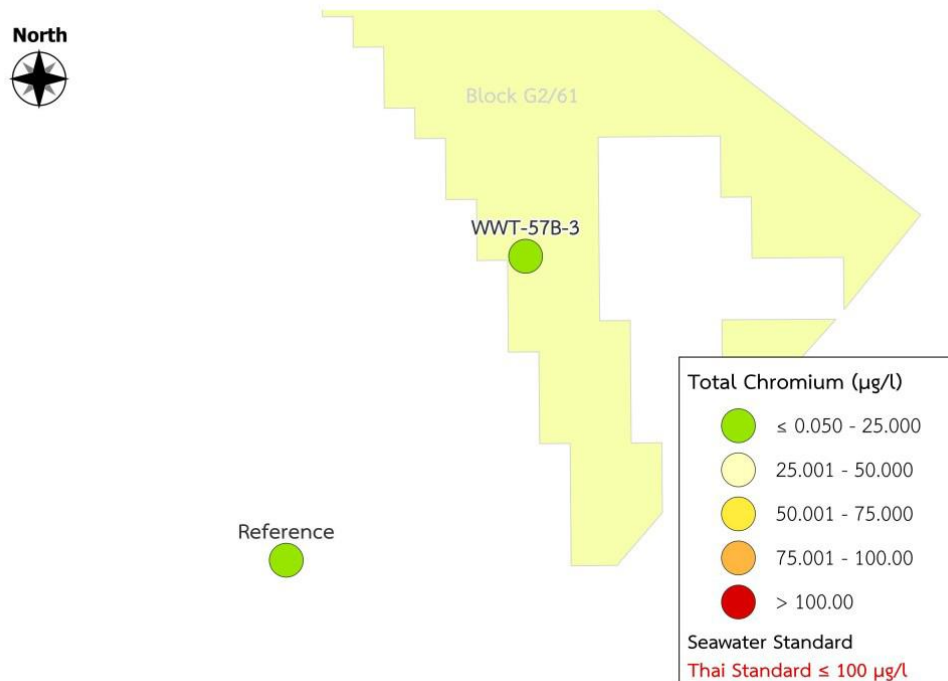 North
Block G2/61
WWT-57B-3
Reference
Total Chromium (µg/l)
≤ 0.050 - 25.000
25.001 - 50.000
50.001 - 75.000
75.001 - 100.00
> 100.00
Seawater Standard
Thai Standard ≤ 100 µg/l